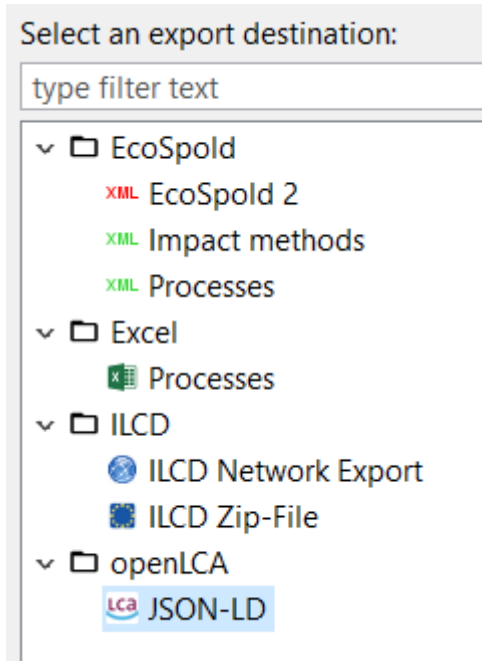 Select an export destination:
type filter text
EcoSpold
XML EcoSpold 2
XML Impact methods
XML Processes
Excel
Processes
ILCD
ILCD Network Export
ILCD Zip-File
openLCA
LCA JSON-LD